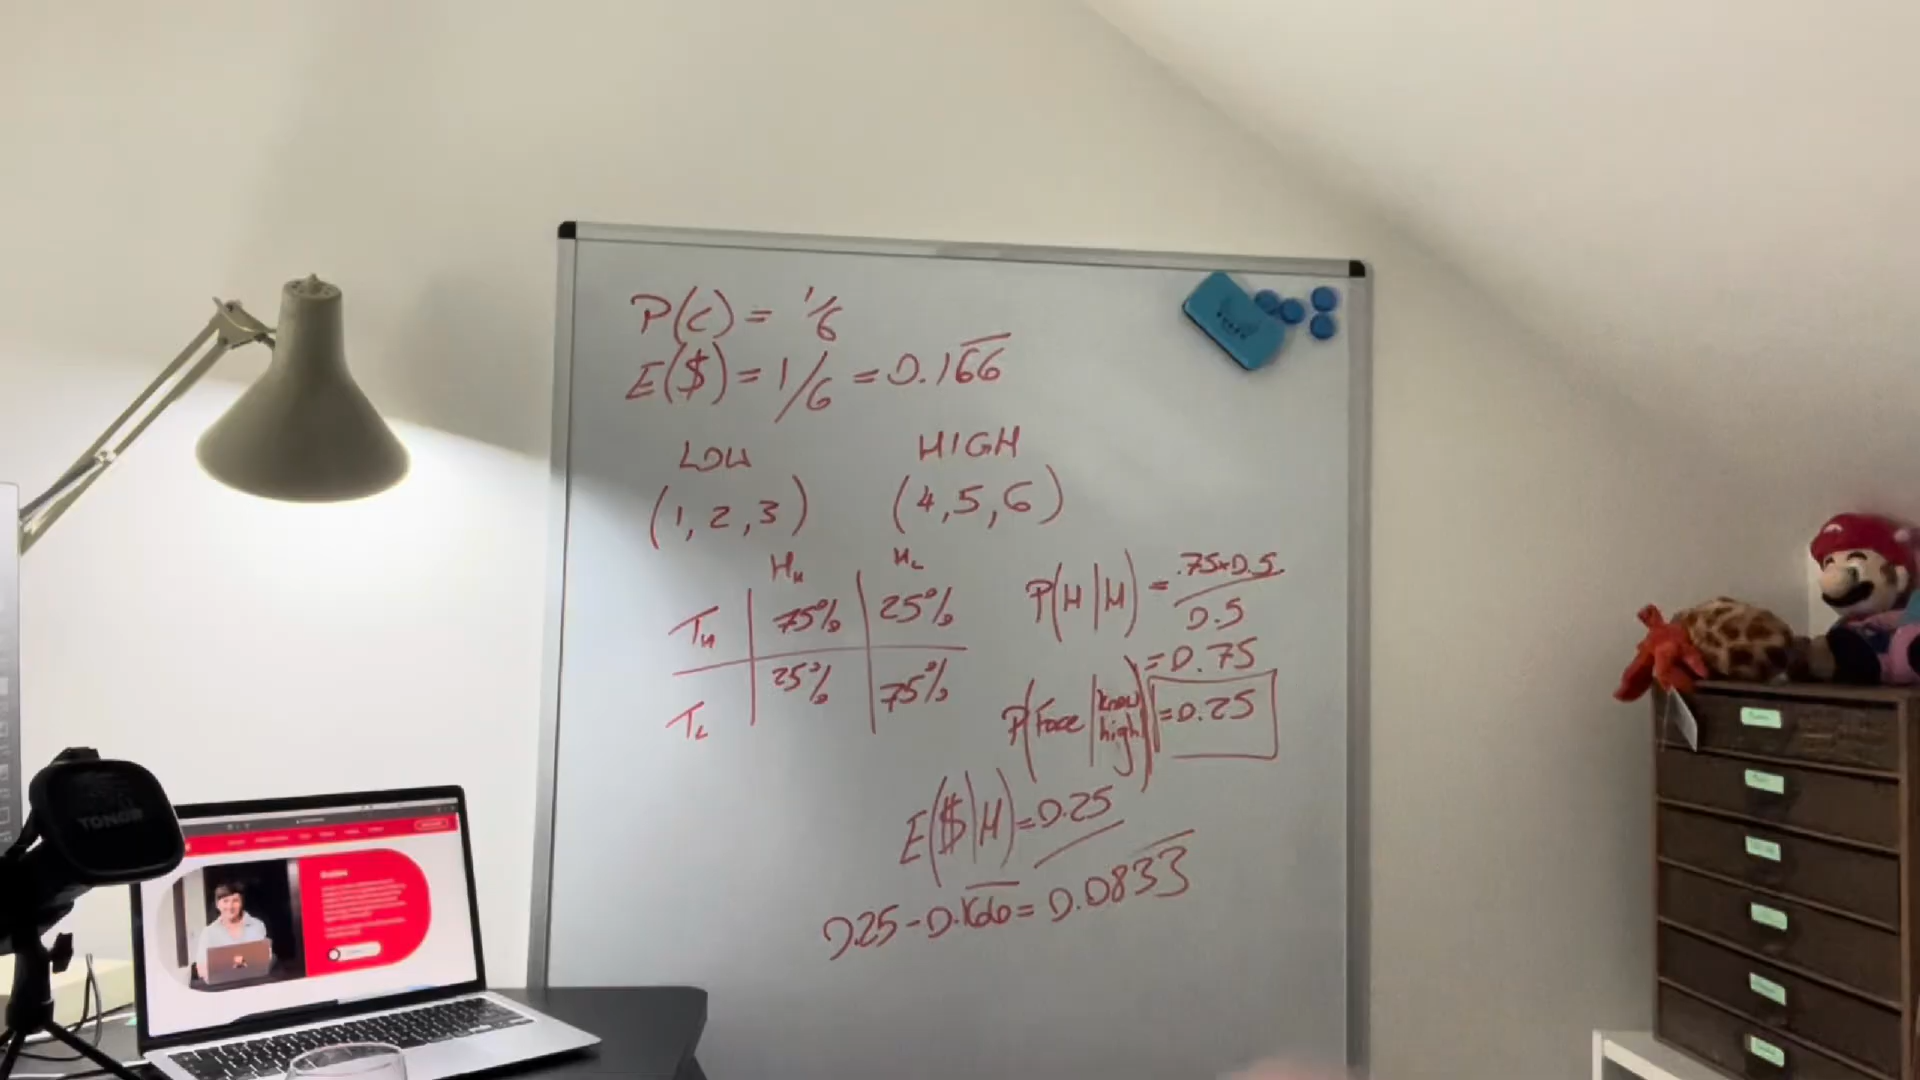 P(C) = 1/6
E($) = 1/6 = 0.166
LOW HIGH
(1, 2, 3) (4, 5, 6)
H_H H_L
T_H 75% 25%
T_L 25% 75%
P(H|H) = .75x0.5 / 0.5
= 0.75
P(Face|know high) = 0.25
E($|H) = 0.25
0.25 - 0.166 = 0.0833
TONOR